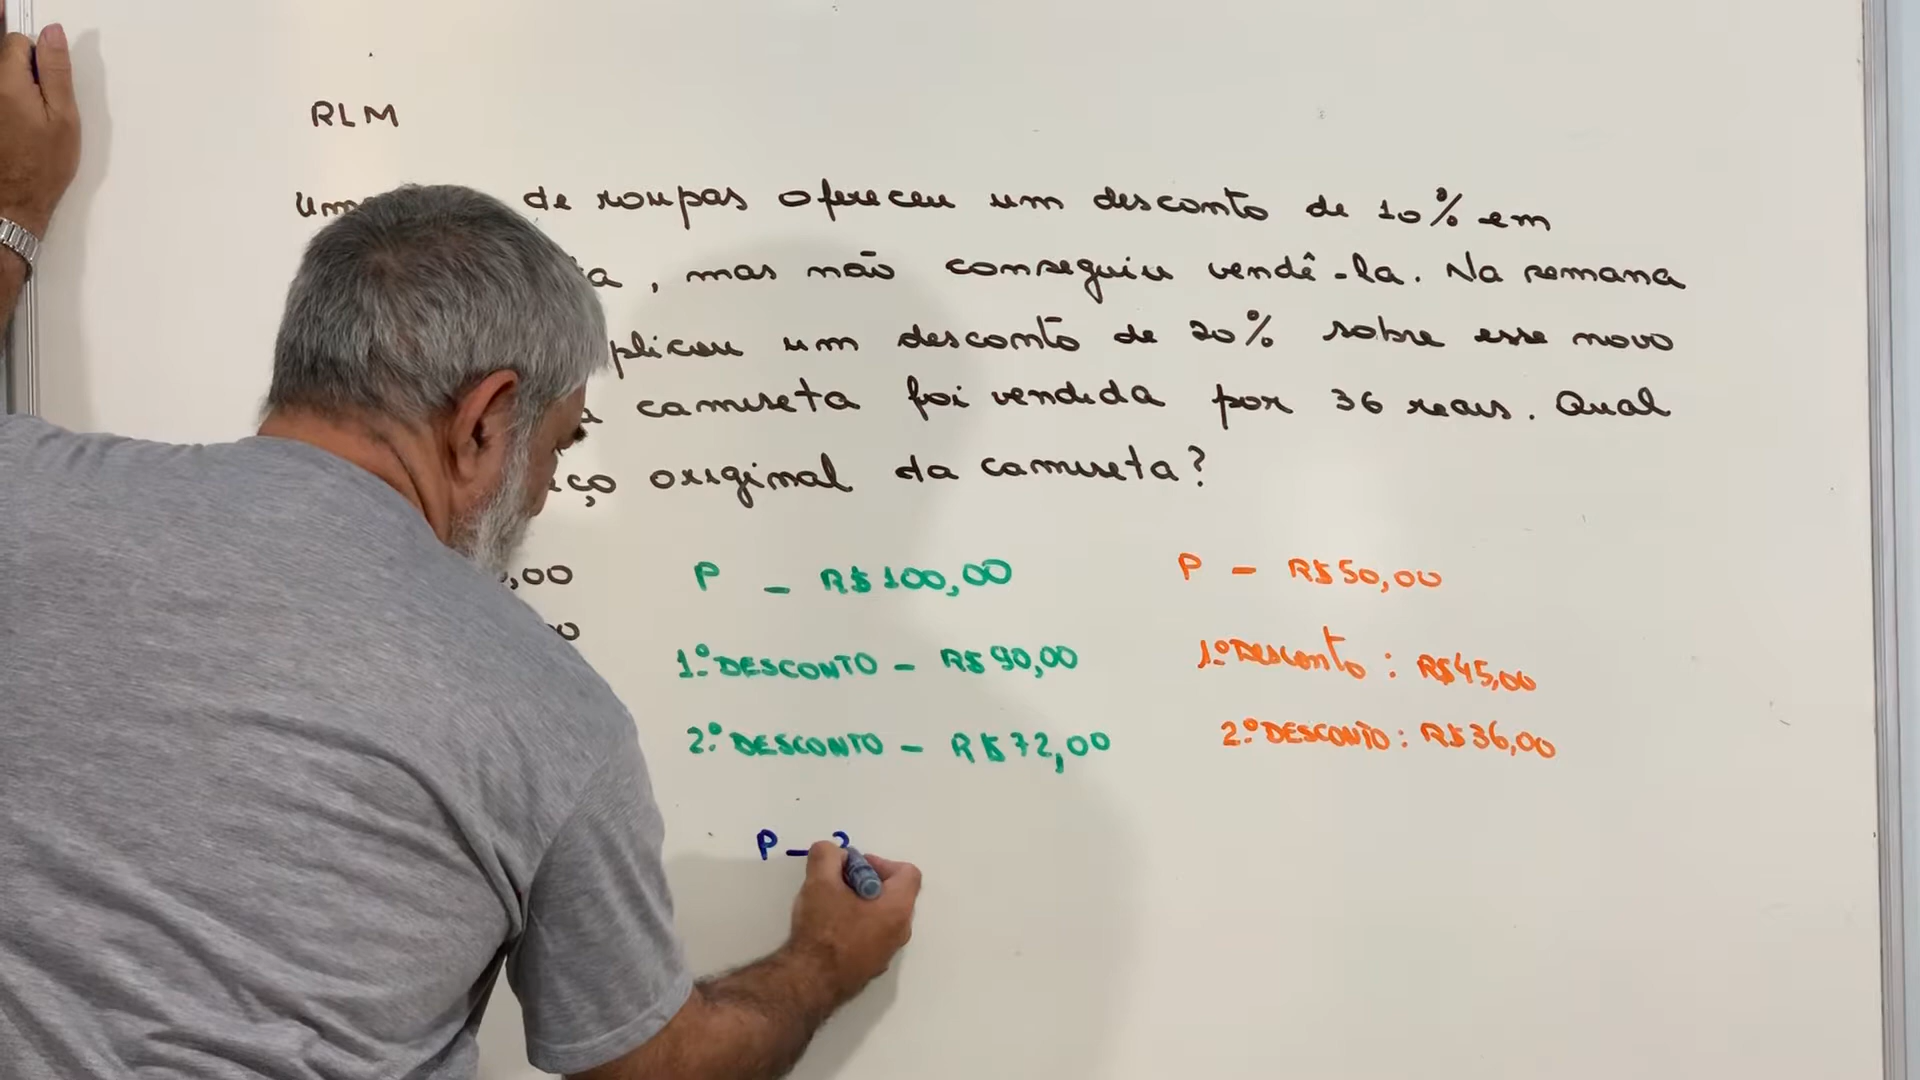 RLM
de roupas ofereceu um desconto de 10% em
, mas não conseguiu vendê-la. Na semana
um desconto de 20% sobre esse novo
camiseta foi vendida por 36 reais. Qual
original da camiseta?
,00 P - R$100,00 P - R$50,00
1º DESCONTO - R$90,00 1º Desconto: R$45,00
2º DESCONTO - R$72,00 2º DESCONTO: R$36,00
P -